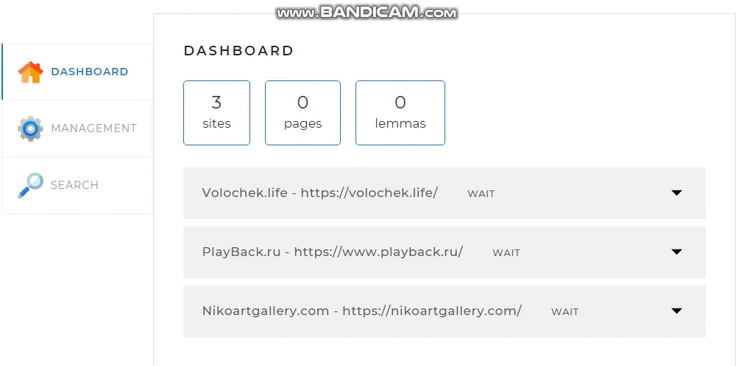 www.BANDICAM.com
DASHBOARD
MANAGEMENT
SEARCH
DASHBOARD
3
sites
0
pages
0
lemmas
Volochek.life - https://volochek.life/ WAIT
PlayBack.ru - https://www.playback.ru/ WAIT
Nikoartgallery.com - https://nikoartgallery.com/ WAIT